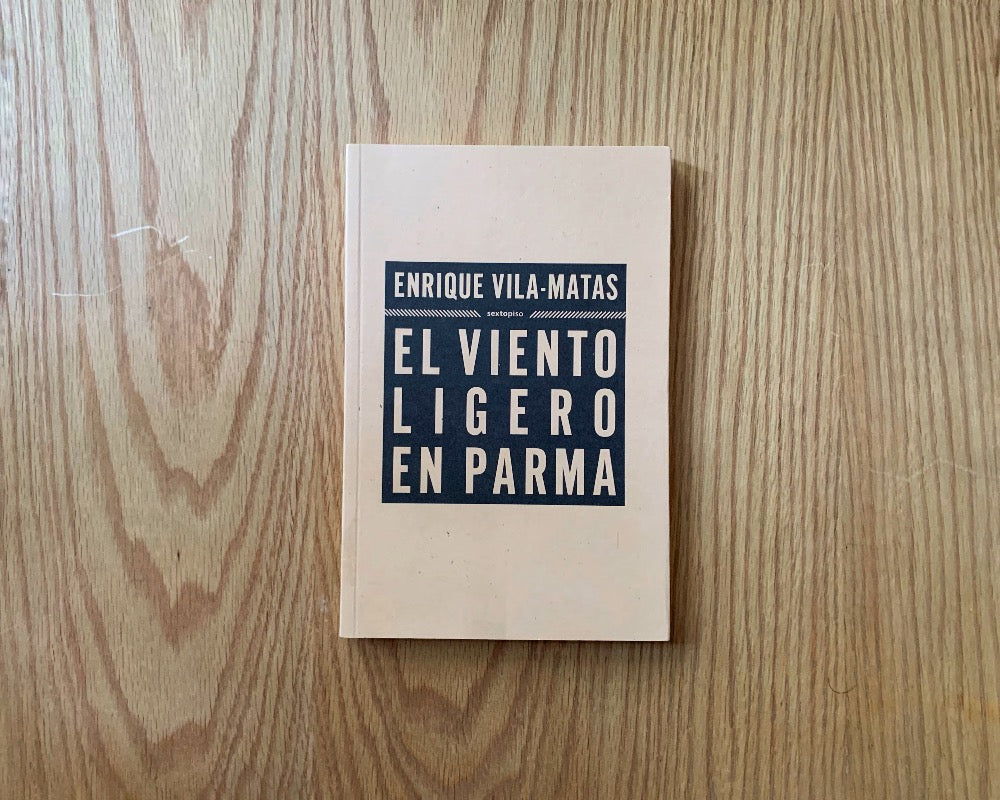 ENRIQUE VILA-MATAS
sextopiso
EL VIENTO
LIGERO
EN PARMA